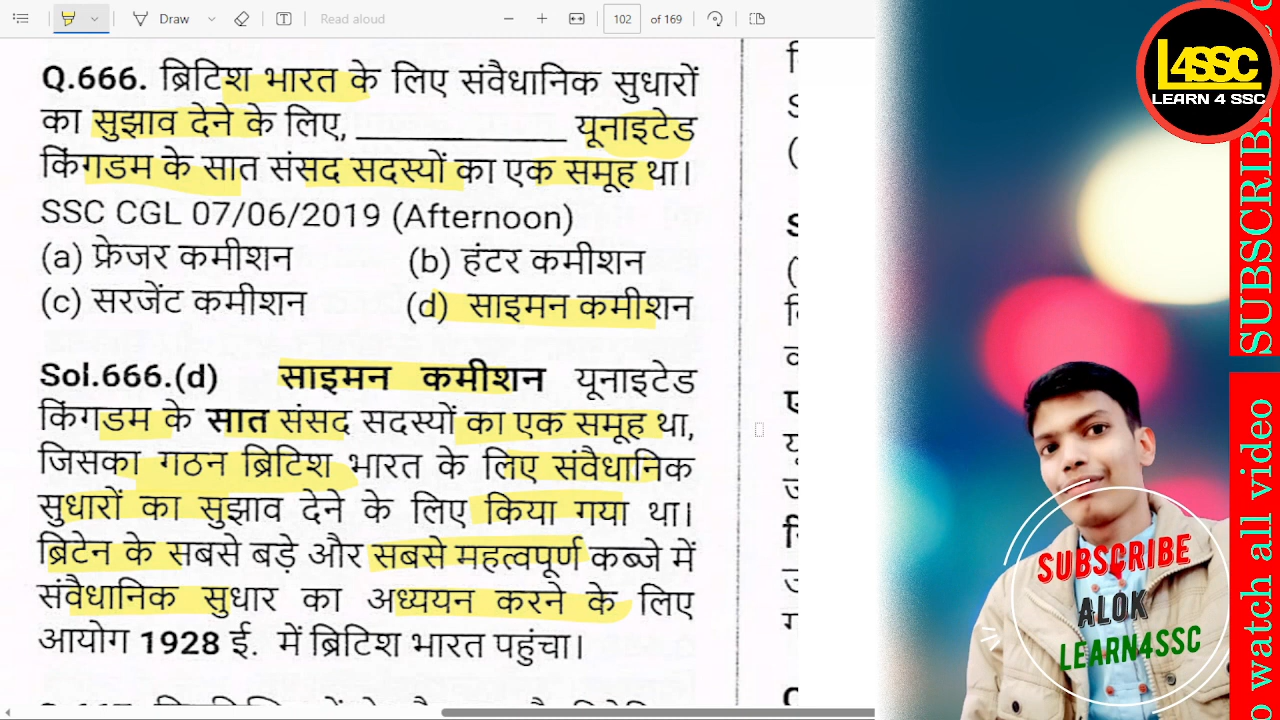 Draw
Read aloud
102 of 169
Q.666. ब्रिटिश भारत के लिए संवैधानिक सुधारों
का सुझाव देने के लिए, ______________ यूनाइटेड
किंगडम के सात संसद सदस्यों का एक समूह था।
SSC CGL 07/06/2019 (Afternoon)
(a) फ्रेजर कमीशन (b) हंटर कमीशन
(c) सरजेंट कमीशन (d) साइमन कमीशन
Sol.666.(d) साइमन कमीशन यूनाइटेड
किंगडम के सात संसद सदस्यों का एक समूह था,
जिसका गठन ब्रिटिश भारत के लिए संवैधानिक
सुधारों का सुझाव देने के लिए किया गया था।
ब्रिटेन के सबसे बड़े और सबसे महत्वपूर्ण कब्जे में
संवैधानिक सुधार का अध्ययन करने के लिए
आयोग 1928 ई. में ब्रिटिश भारत पहुंचा।
L4SSC
LEARN 4 SSC
SUBSCRIBE
ALOK
LEARN4SSC
SUBSCRIBE
o watch all video